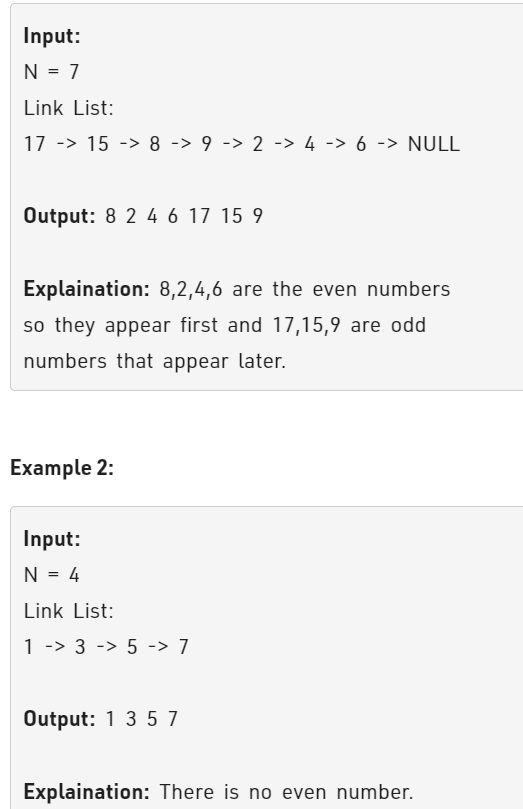 Input:
N = 7
Link List:
17 -> 15 -> 8 -> 9 -> 2 -> 4 -> 6 -> NULL
Output: 8 2 4 6 17 15 9
Explaination: 8,2,4,6 are the even numbers
so they appear first and 17,15,9 are odd
numbers that appear later.
Example 2:
Input:
N = 4
Link List:
1 -> 3 -> 5 -> 7
Output: 1 3 5 7
Explaination: There is no even number.